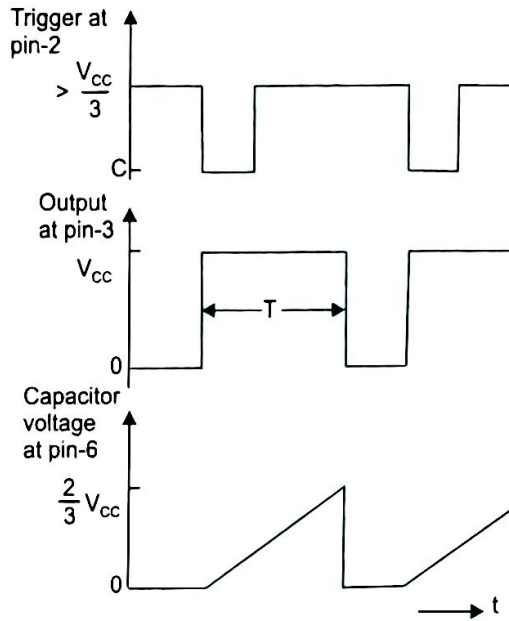 Trigger at
pin-2
> V_CC/3
C
Output
at pin-3
V_CC
T
0
Capacitor
voltage
at pin-6
2/3 V_CC
0
t